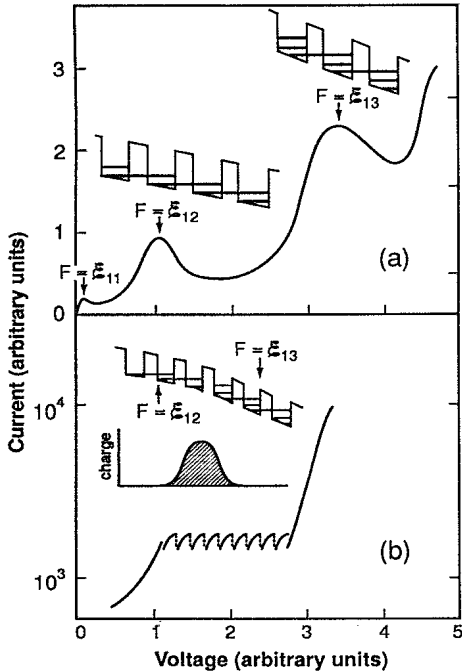 3
2
1
0
F = ξ₁₃
F = ξ₁₂
F = ξ₁₁
(a)
Current (arbitrary units)
10⁴
10³
F = ξ₁₃
F = ξ₁₂
charge
(b)
0 1 2 3 4 5
Voltage (arbitrary units)